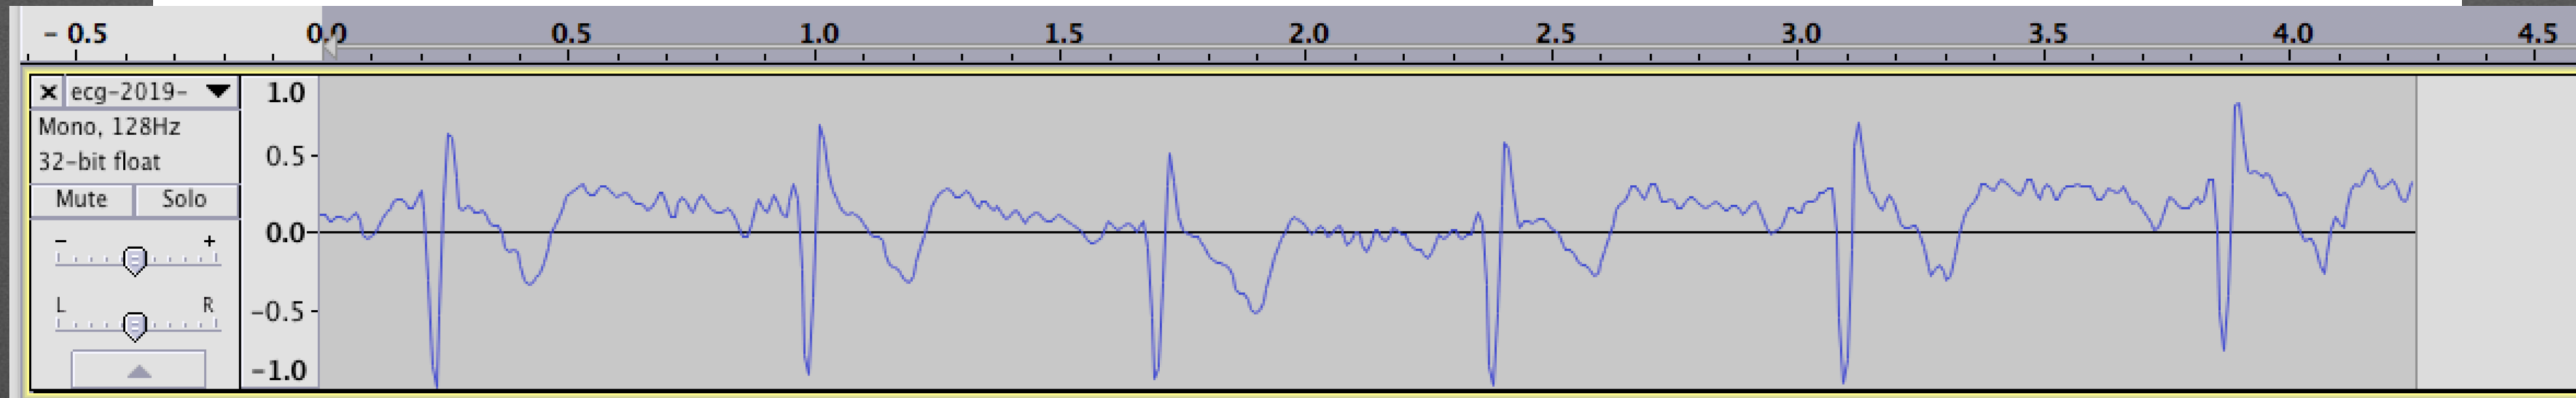 - 0.5 0.0 0.5 1.0 1.5 2.0 2.5 3.0 3.5 4.0 4.5
× ecg-2019- ▼
Mono, 128Hz
32-bit float
Mute Solo
- +
L R
1.0
0.5-
0.0-
-0.5-
-1.0